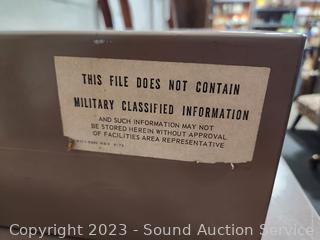 THIS FILE DOES NOT CONTAIN
MILITARY CLASSIFIED INFORMATION
AND SUCH INFORMATION MAY NOT
BE STORED HEREIN WITHOUT APPROVAL
OF FACILITIES AREA REPRESENTATIVE
Copyright 2023 - Sound Auction Service